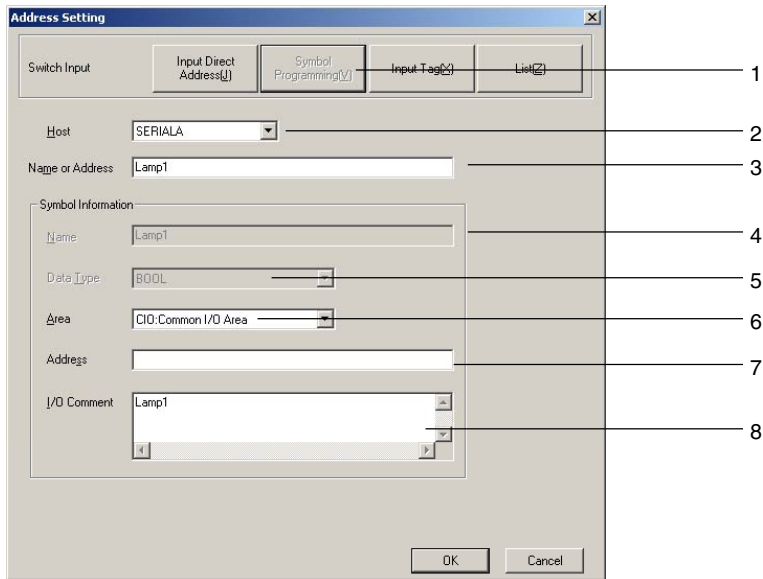 Address Setting
Switch Input
Input Direct
Address(J)
Symbol
Programming(V)
Input Tag(X)
List(Z)
1
Host
SERIALA
2
Name or Address
Lamp1
3
Symbol Information
Name
Lamp1
4
Data Type
BOOL
5
Area
CIO:Common I/O Area
6
Address
7
I/O Comment
Lamp1
8
OK
Cancel